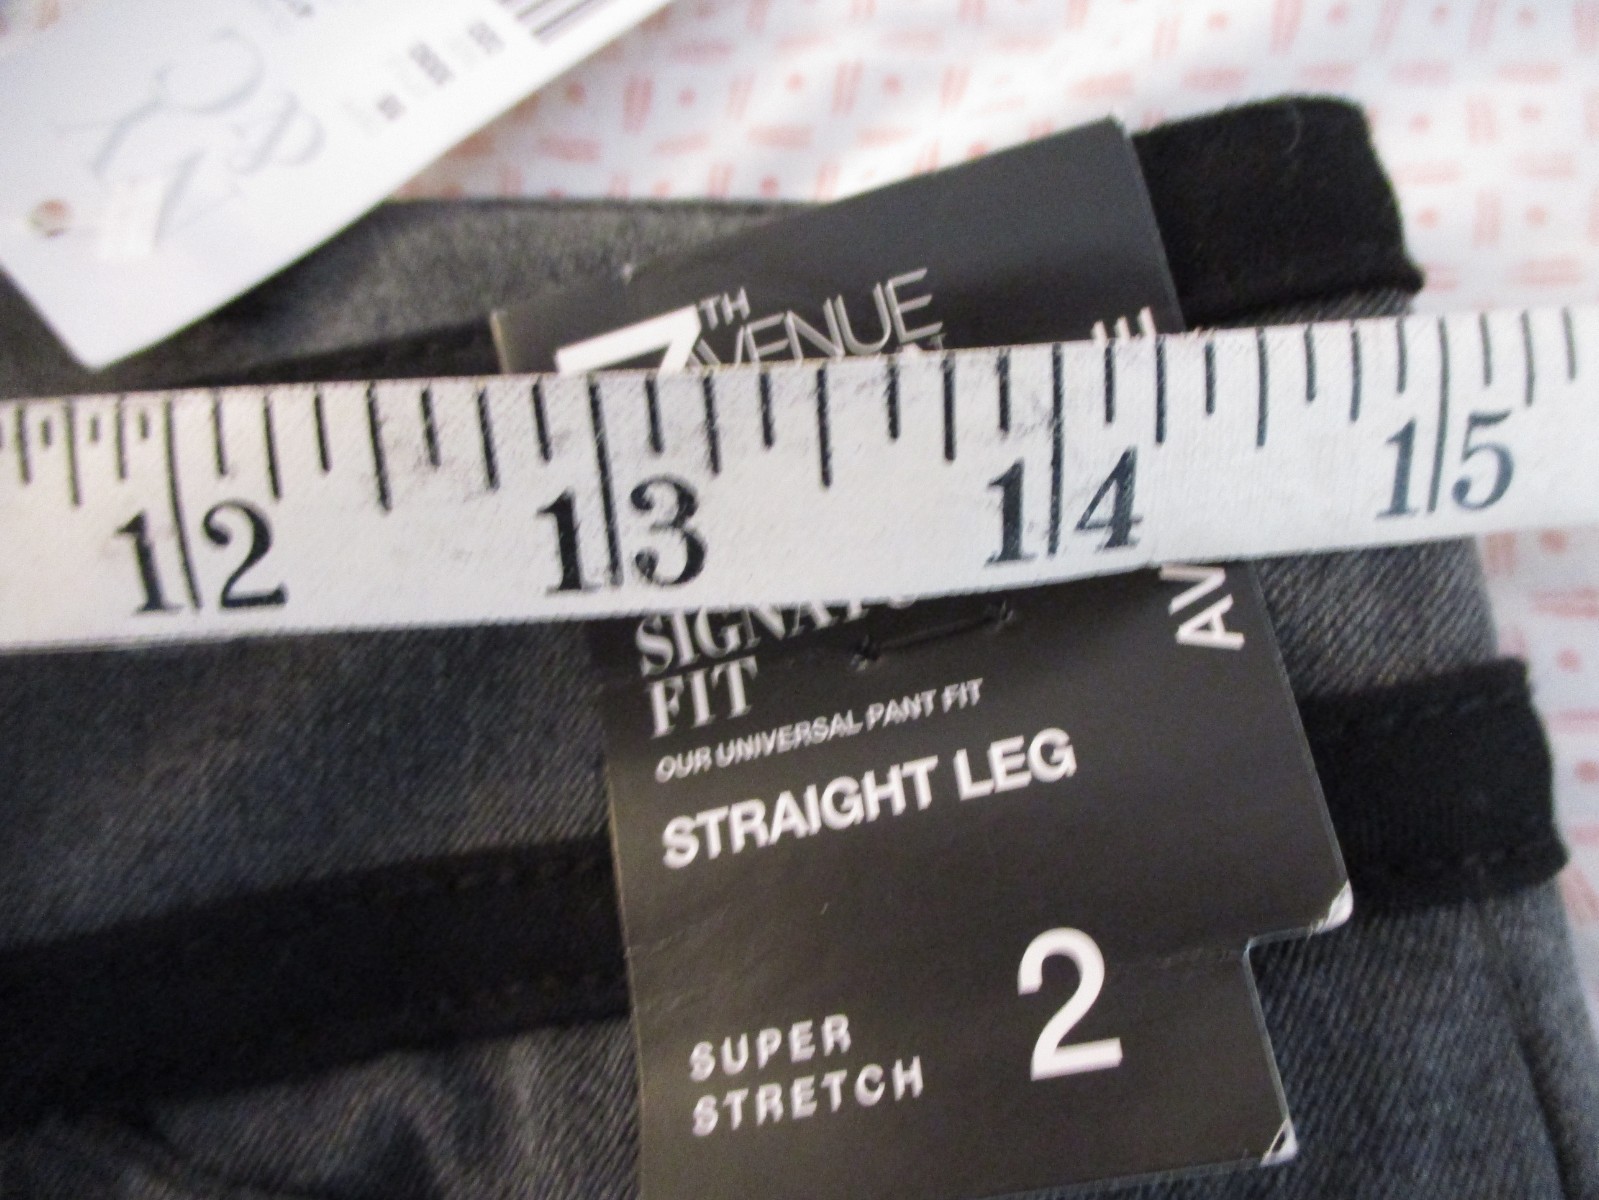 7TH
AVENUE
12 13 14 15
FIT
OUR UNIVERSAL PANT FIT
STRAIGHT LEG
2
SUPER
STRETCH